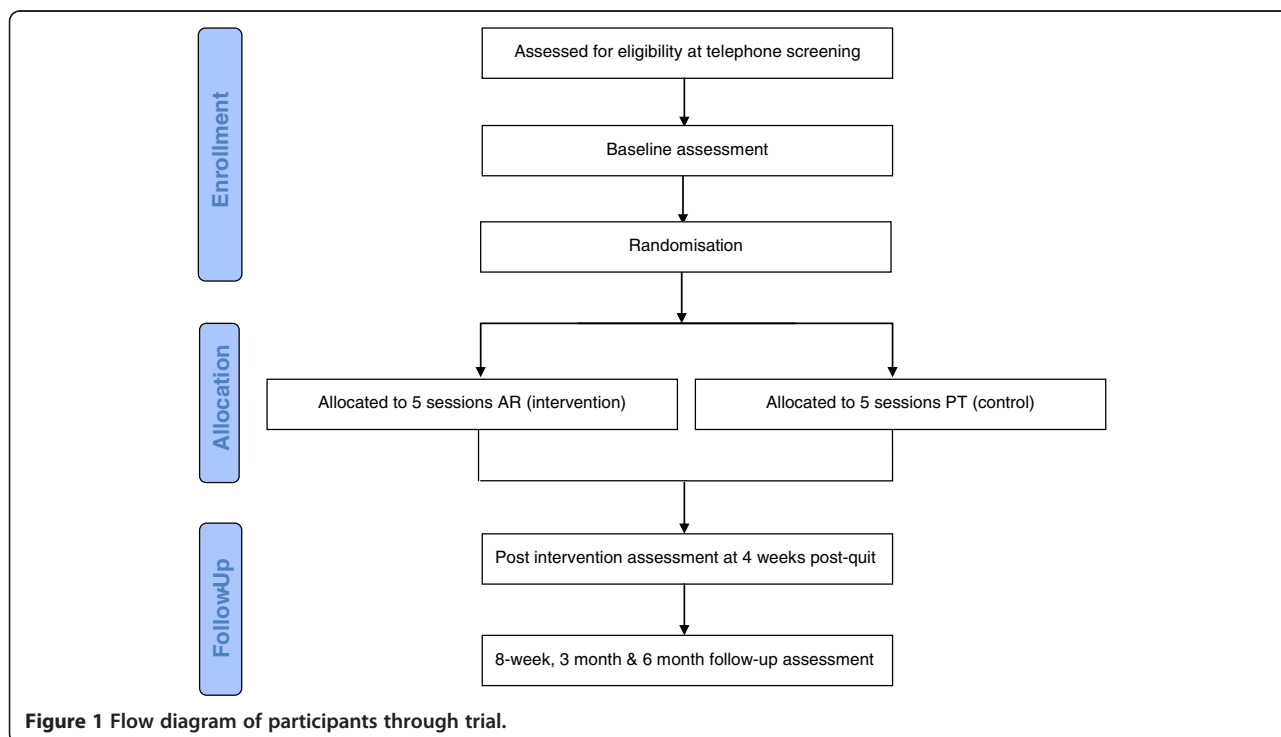 Enrollment
Assessed for eligibility at telephone screening
Baseline assessment
Randomisation
Allocation
Allocated to 5 sessions AR (intervention)
Allocated to 5 sessions PT (control)
Follow-Up
Post intervention assessment at 4 weeks post-quit
8-week, 3 month & 6 month follow-up assessment
Figure 1 Flow diagram of participants through trial.